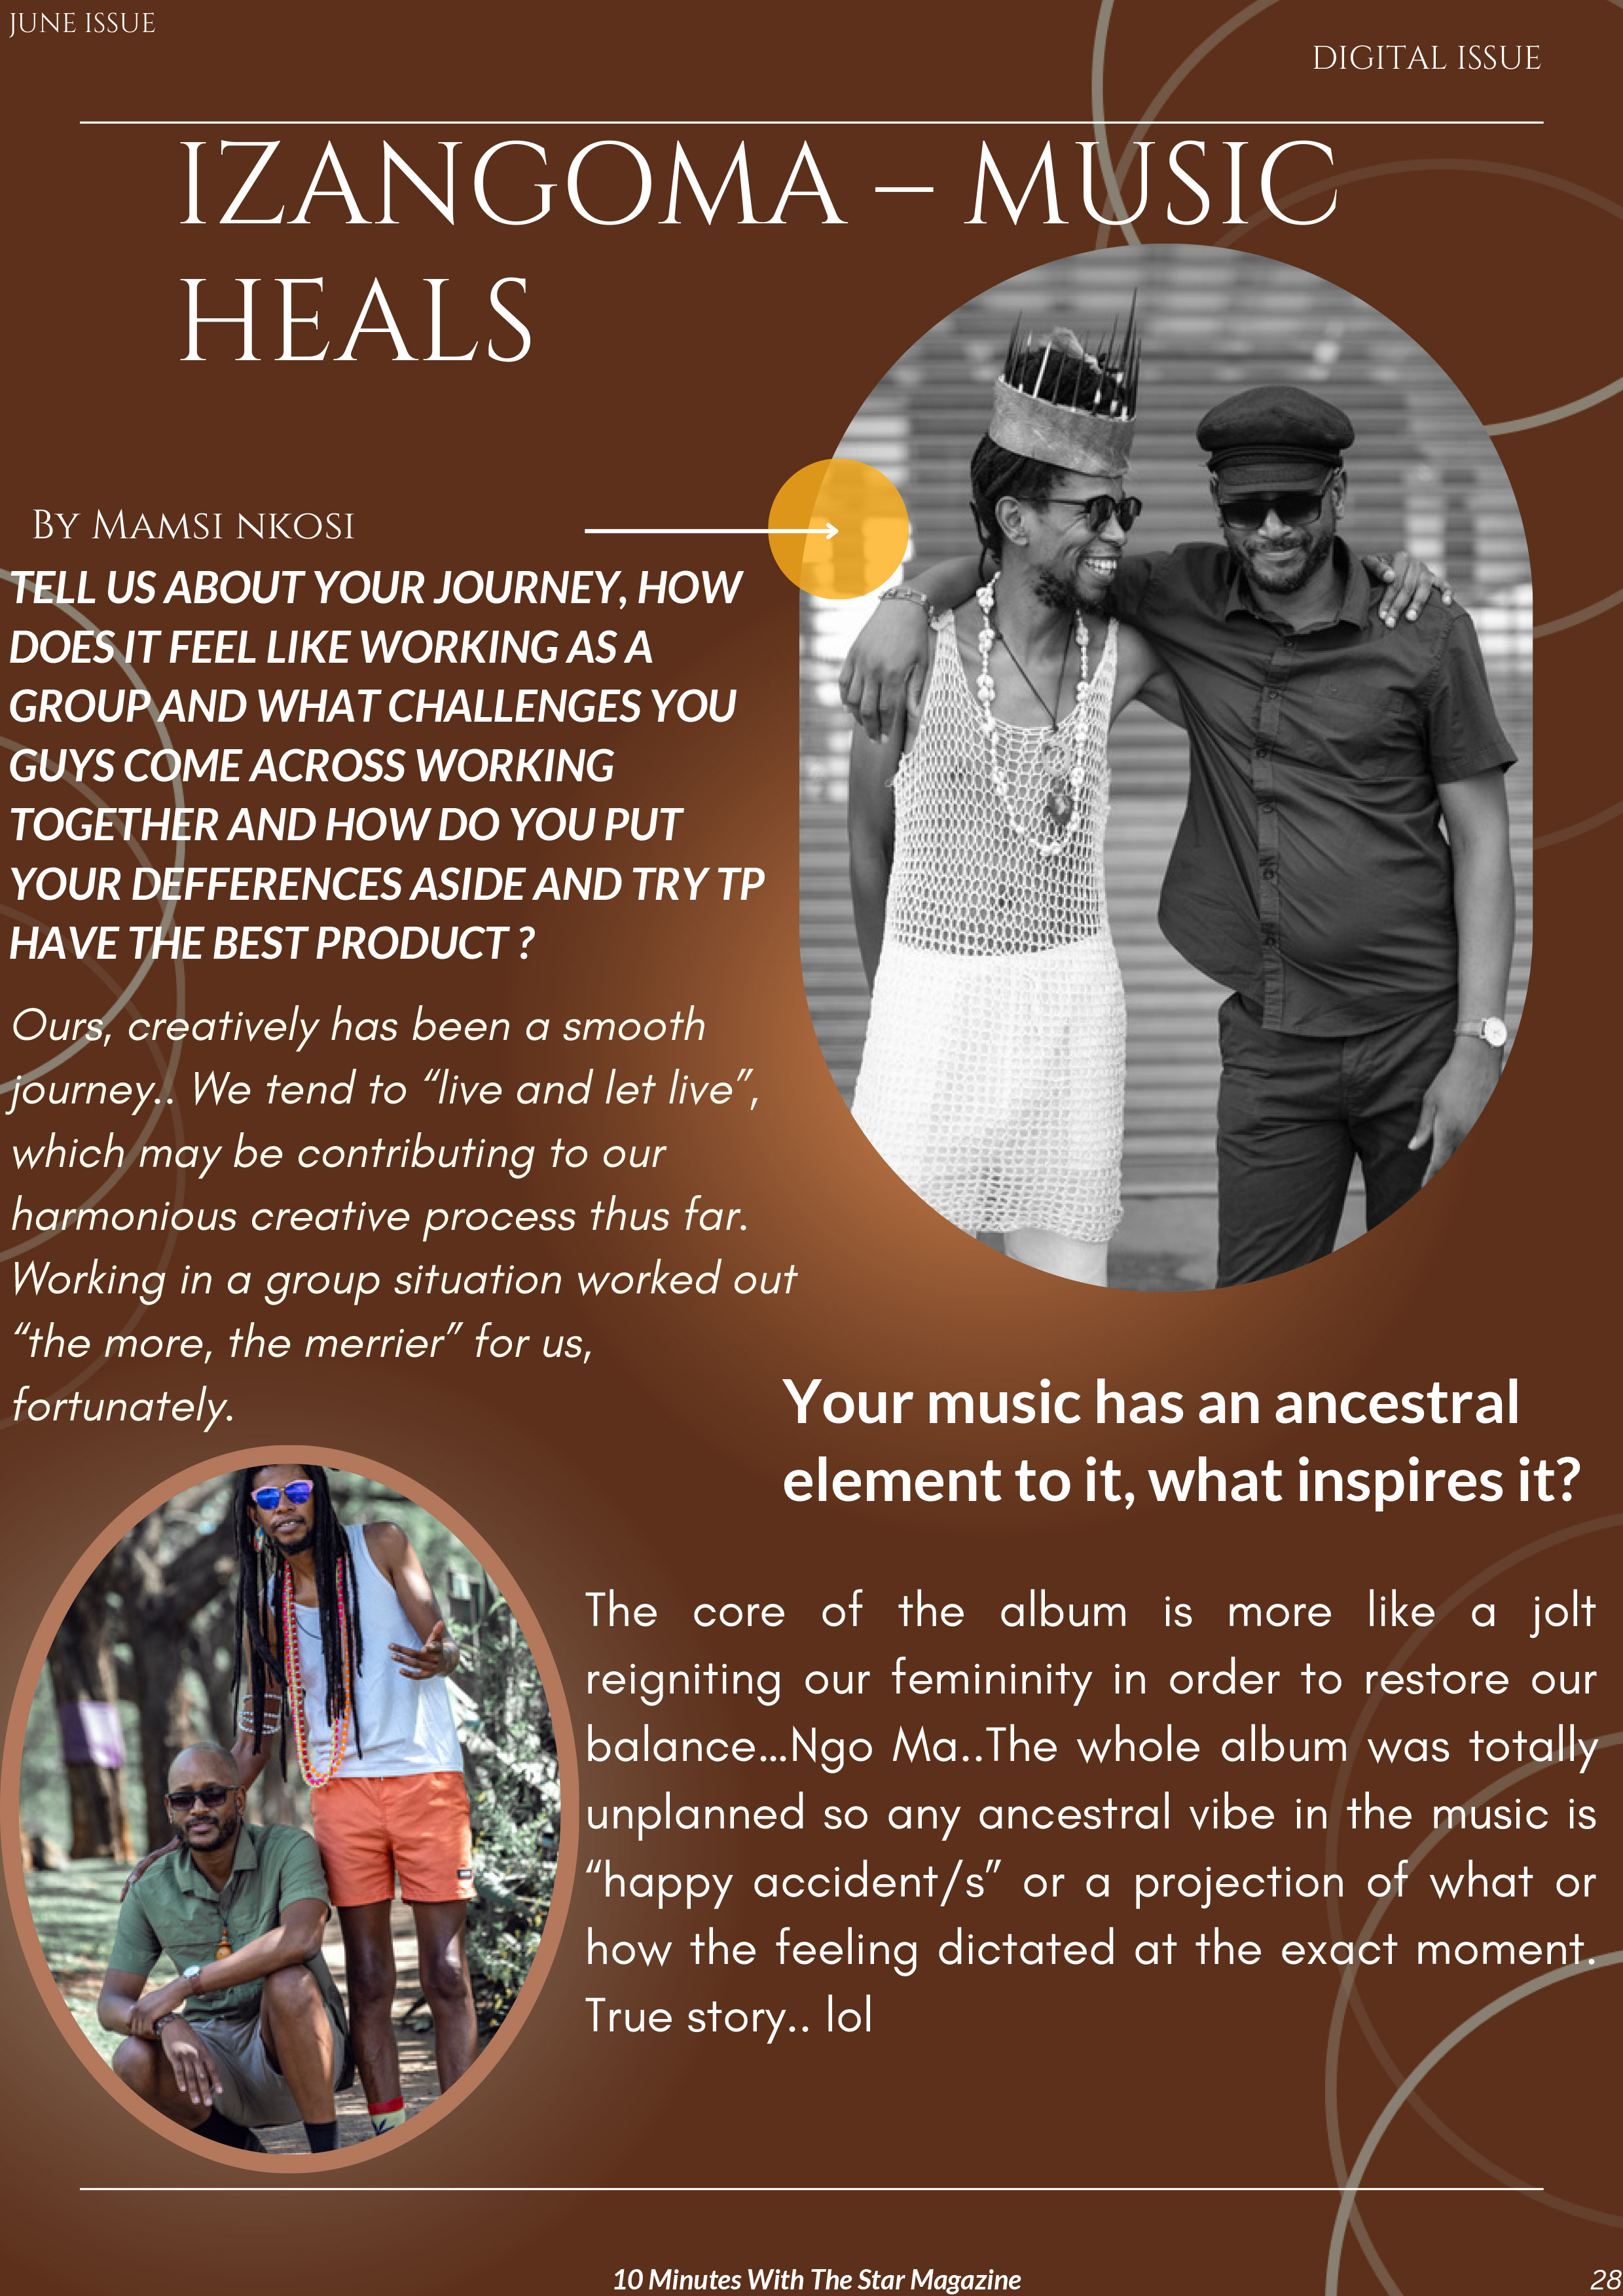 JUNE ISSUE
DIGITAL ISSUE
IZANGOMA – MUSIC
HEALS
By Mamsi nkosi
TELL US ABOUT YOUR JOURNEY, HOW
DOES IT FEEL LIKE WORKING AS A
GROUP AND WHAT CHALLENGES YOU
GUYS COME ACROSS WORKING
TOGETHER AND HOW DO YOU PUT
YOUR DEFFERENCES ASIDE AND TRY TP
HAVE THE BEST PRODUCT ?
Ours, creatively has been a smooth
journey.. We tend to “live and let live”,
which may be contributing to our
harmonious creative process thus far.
Working in a group situation worked out
“the more, the merrier” for us,
fortunately.
Your music has an ancestral
element to it, what inspires it?
The core of the album is more like a jolt
reigniting our femininity in order to restore our
balance...Ngo Ma..The whole album was totally
unplanned so any ancestral vibe in the music is
“happy accident/s” or a projection of what or
how the feeling dictated at the exact moment.
True story.. lol
10 Minutes With The Star Magazine
28